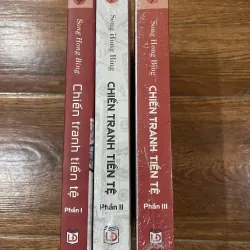 Song Hong Bing
Chiến tranh tiền tệ
Phần I
Song Hong Bing
CHIẾN TRANH TIỀN TỆ
Phần II
Song Hong Bing
CHIẾN TRANH TIỀN TỆ
Phần III